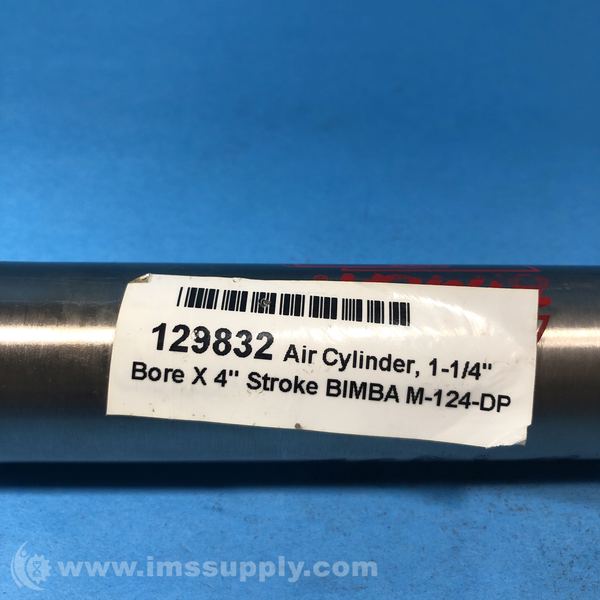 129832 Air Cylinder, 1-1/4"
Bore X 4" Stroke BIMBA M-124-DP
www.imssupply.com